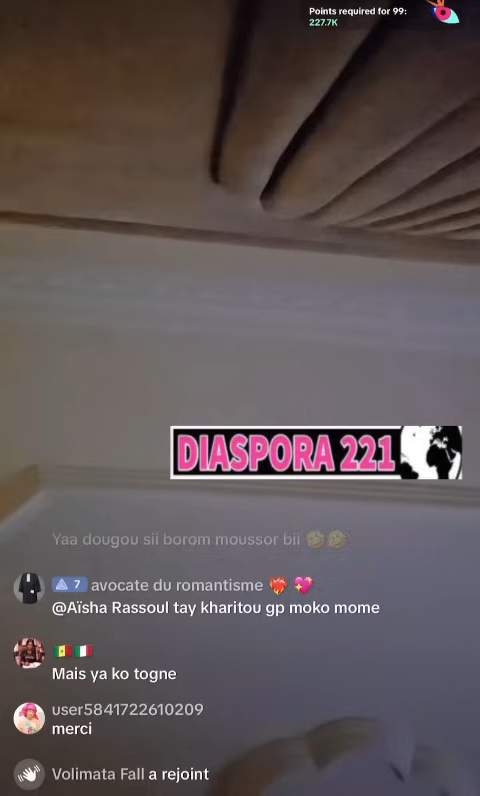 Points required for 99:
227.7K
DIASPORA 221
Yaa dougou sii borom moussor bii 🤣🤣
7 avocate du romantisme ❤️‍🔥 💖
@Aïsha Rassoul tay kharitou gp moko mome
🇸🇳🇮🇹
Mais ya ko togne
user5841722610209
merci
Volimata Fall a rejoint